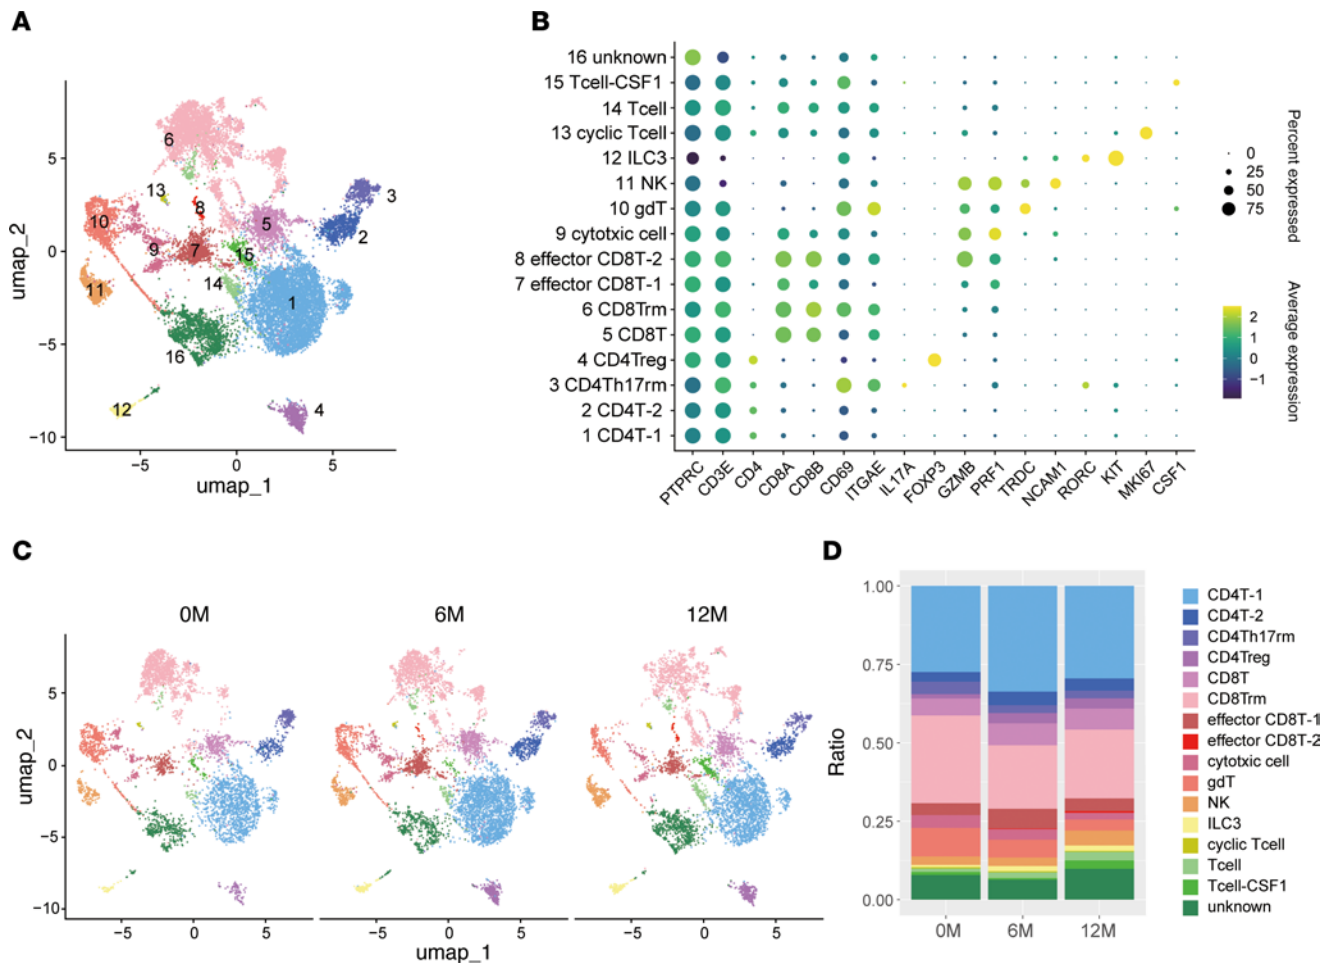 A
5
0
−5
−10
umap_2
−5
0
5
umap_1
6
13
8
10
9
7
5
15
3
2
11
14
1
16
12
4
B
16 unknown
15 Tcell-CSF1
14 Tcell
13 cyclic Tcell
12 ILC3
11 NK
10 gdT
9 cytotxic cell
8 effector CD8T-2
7 effector CD8T-1
6 CD8Trm
5 CD8T
4 CD4Treg
3 CD4Th17rm
2 CD4T-2
1 CD4T-1
PTPRC
CD3E
CD4
CD8A
CD8B
CD69
ITGAE
IL17A
FOXP3
GZMB
PRF1
TRDC
NCAM1
RORC
KIT
MKI67
CSF1
Percent expressed
0
25
50
75
Average expression
2
1
0
−1
C
0M
6M
12M
umap_2
5
0
−5
−10
−5
0
5
−5
0
5
−5
0
5
umap_1
D
Ratio
1.00
0.75
0.50
0.25
0.00
0M
6M
12M
CD4T-1
CD4T-2
CD4Th17rm
CD4Treg
CD8T
CD8Trm
effector CD8T-1
effector CD8T-2
cytotxic cell
gdT
NK
ILC3
cyclic Tcell
Tcell
Tcell-CSF1
unknown